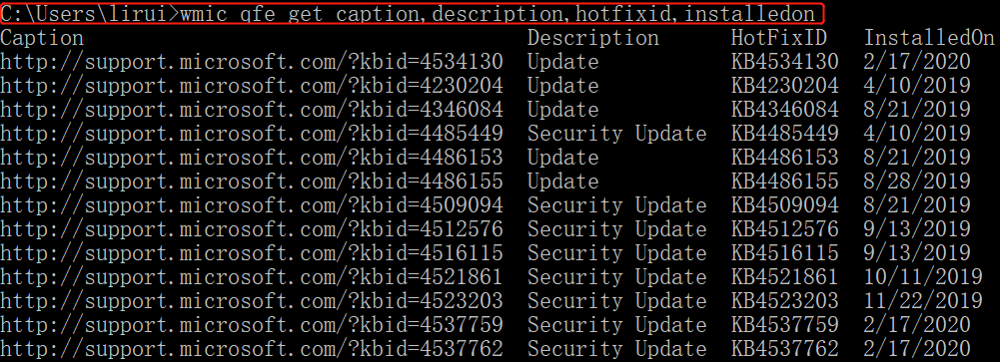 C:\Users\lirui>wmic qfe get caption,description,hotfixid,installedon
Caption Description HotFixID InstalledOn
http://support.microsoft.com/?kbid=4534130 Update KB4534130 2/17/2020
http://support.microsoft.com/?kbid=4230204 Update KB4230204 4/10/2019
http://support.microsoft.com/?kbid=4346084 Update KB4346084 8/21/2019
http://support.microsoft.com/?kbid=4485449 Security Update KB4485449 4/10/2019
http://support.microsoft.com/?kbid=4486153 Update KB4486153 8/21/2019
http://support.microsoft.com/?kbid=4486155 Update KB4486155 8/28/2019
http://support.microsoft.com/?kbid=4509094 Security Update KB4509094 8/21/2019
http://support.microsoft.com/?kbid=4512576 Security Update KB4512576 9/13/2019
http://support.microsoft.com/?kbid=4516115 Security Update KB4516115 9/13/2019
http://support.microsoft.com/?kbid=4521861 Security Update KB4521861 10/11/2019
http://support.microsoft.com/?kbid=4523203 Security Update KB4523203 11/22/2019
http://support.microsoft.com/?kbid=4537759 Security Update KB4537759 2/17/2020
http://support.microsoft.com/?kbid=4537762 Security Update KB4537762 2/17/2020